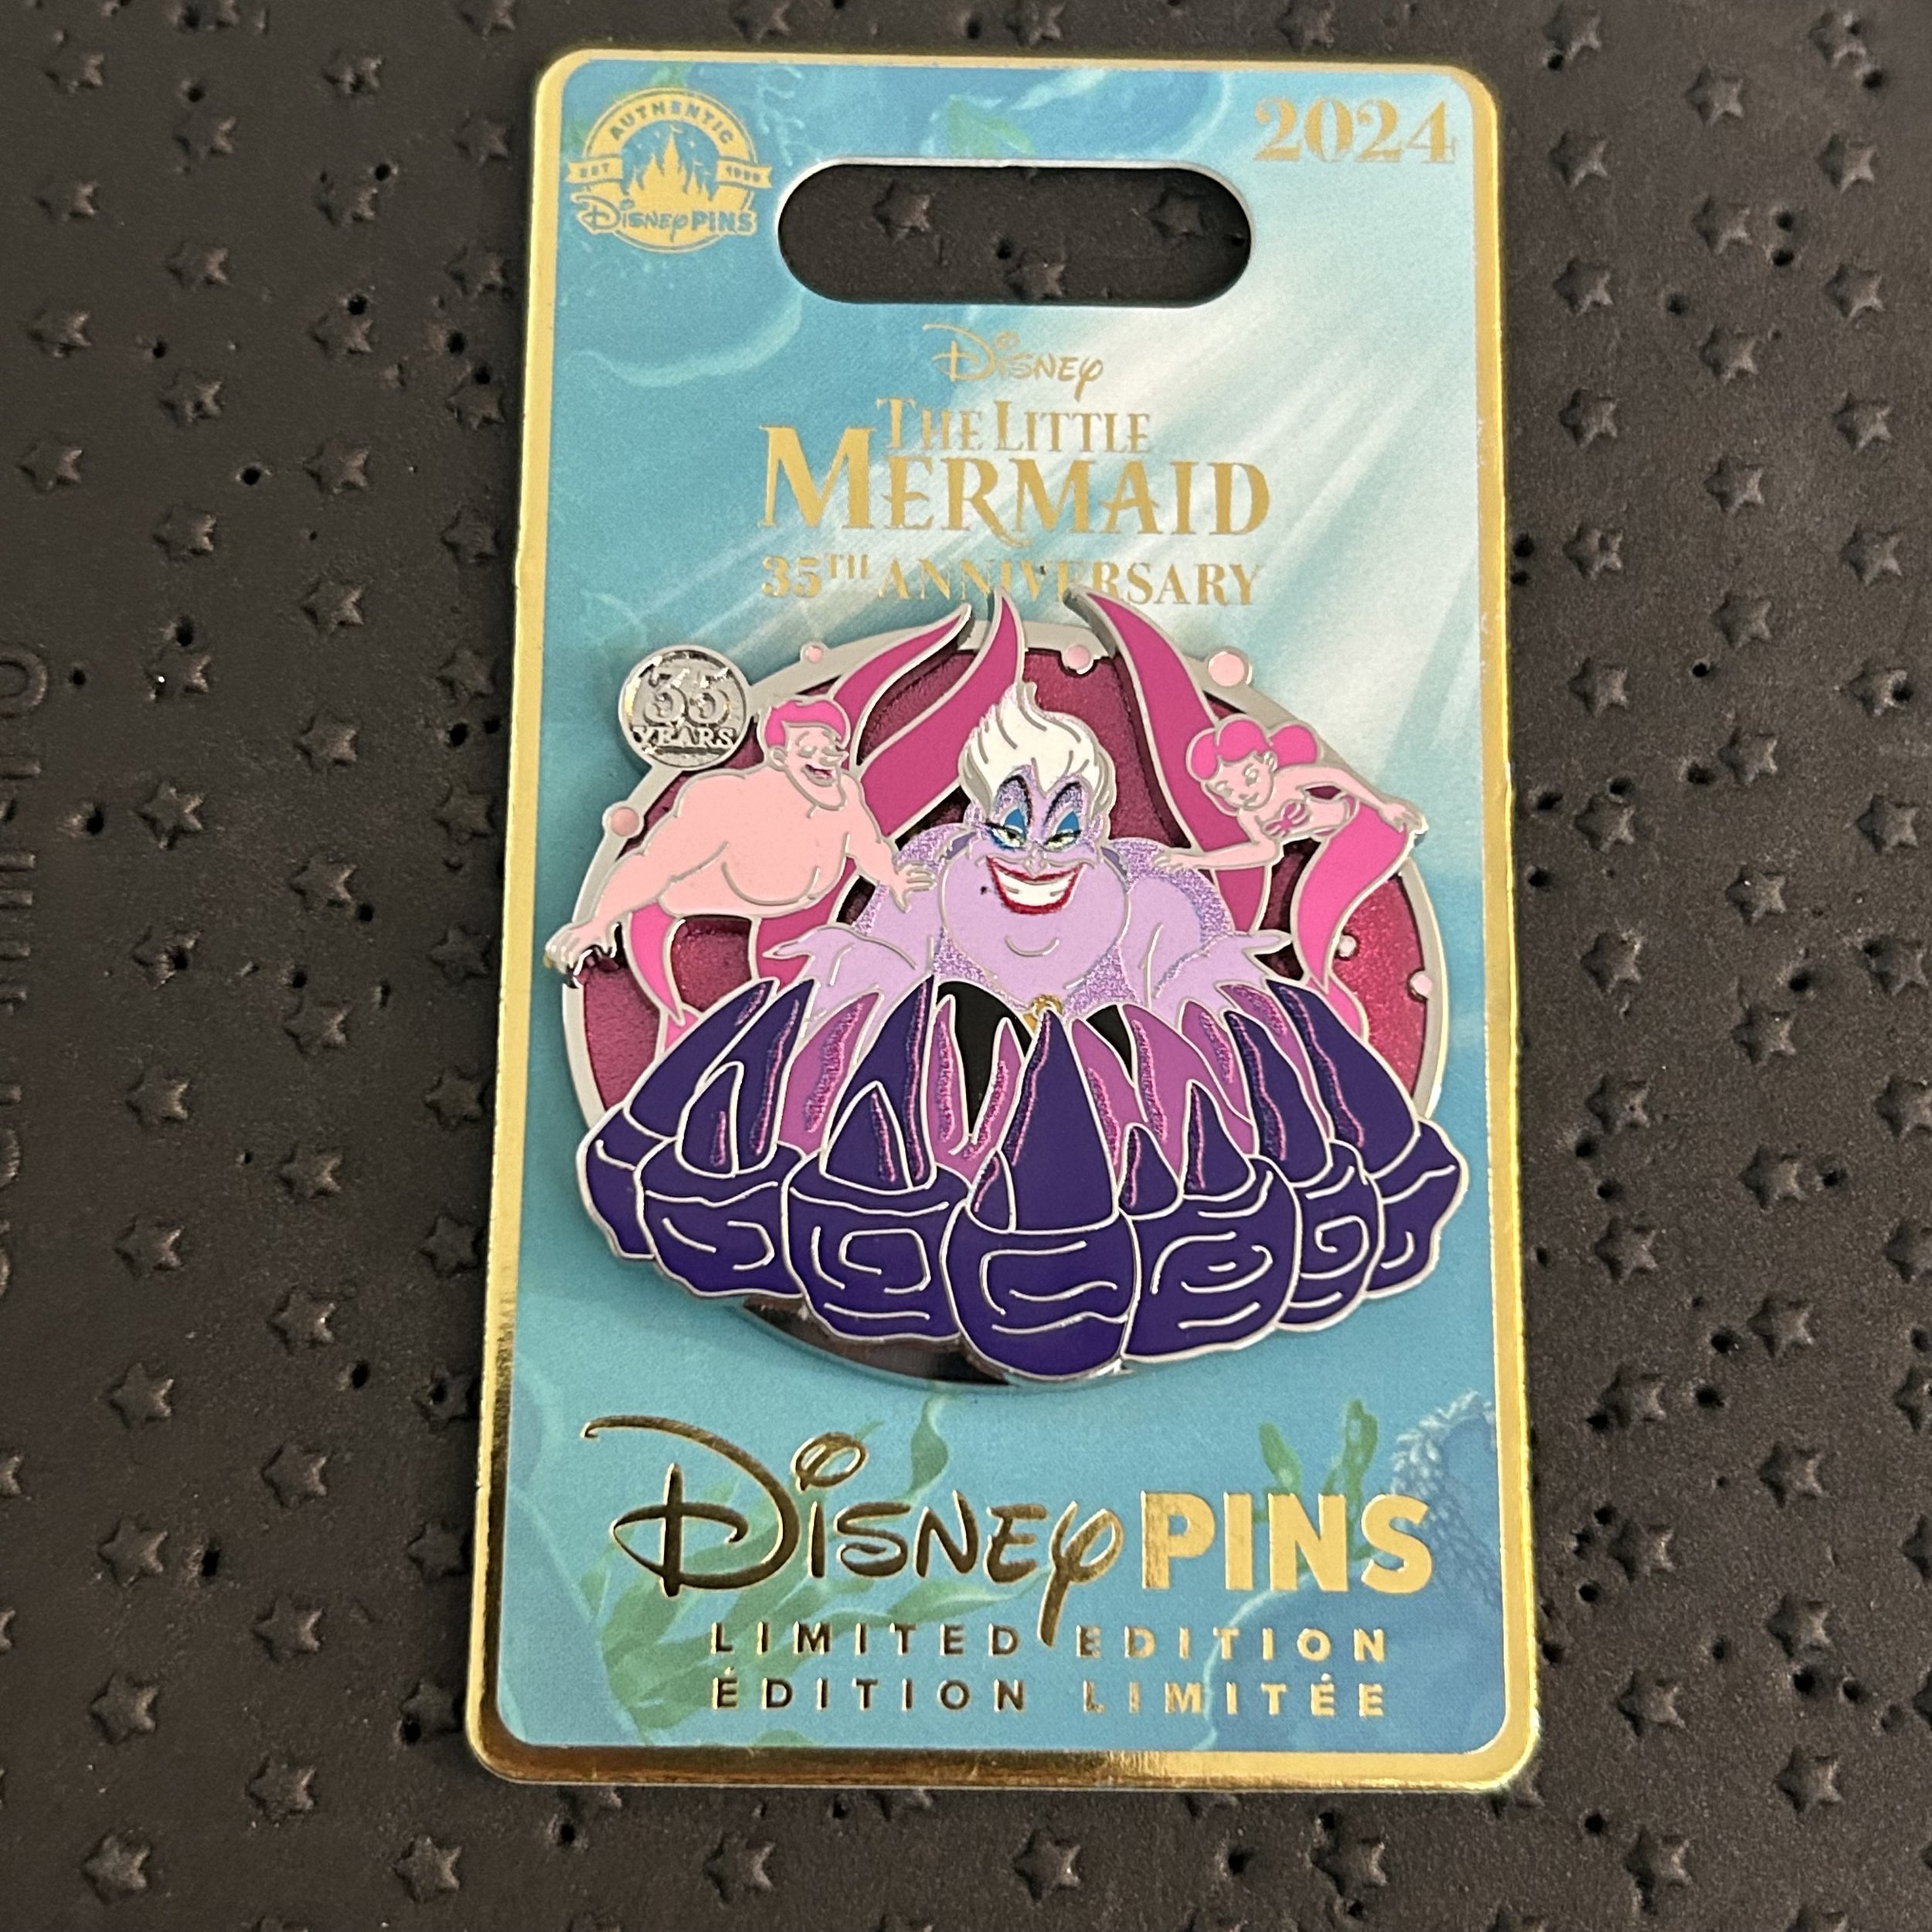 AUTHENTIC
EST 1999
Disney PINS
2024
Disney
THE LITTLE
MERMAID
35TH ANNIVERSARY
35
YEARS
Disney PINS
LIMITED EDITION
ÉDITION LIMITÉE